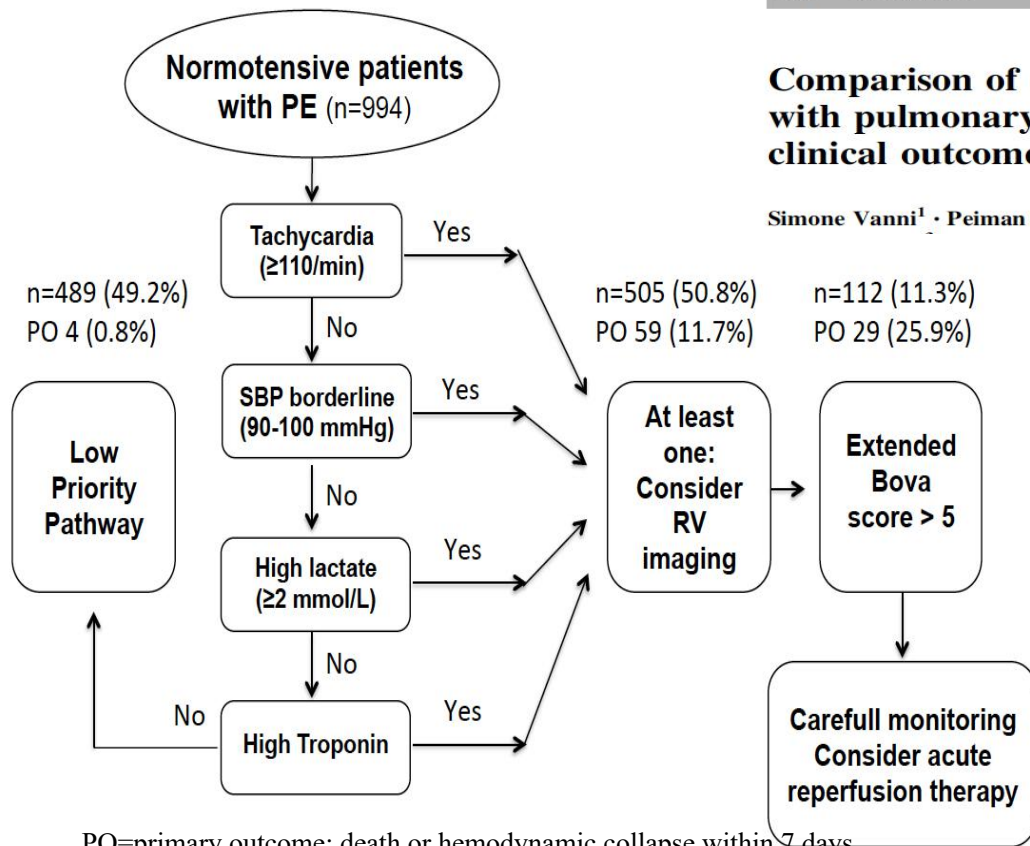 Normotensive patients
with PE (n=994)
Comparison of
with pulmonary
clinical outcome
Simone Vanni¹ · Peiman
Tachycardia
(≥110/min)
Yes
No
n=489 (49.2%)
PO 4 (0.8%)
n=505 (50.8%)
PO 59 (11.7%)
n=112 (11.3%)
PO 29 (25.9%)
Low
Priority
Pathway
SBP borderline
(90-100 mmHg)
Yes
No
At least
one:
Consider
RV
imaging
Extended
Bova
score > 5
High lactate
(≥2 mmol/L)
Yes
No
High Troponin
Yes
No
Carefull monitoring
Consider acute
reperfusion therapy
PO=primary outcome: death or hemodynamic collapse within 7 days